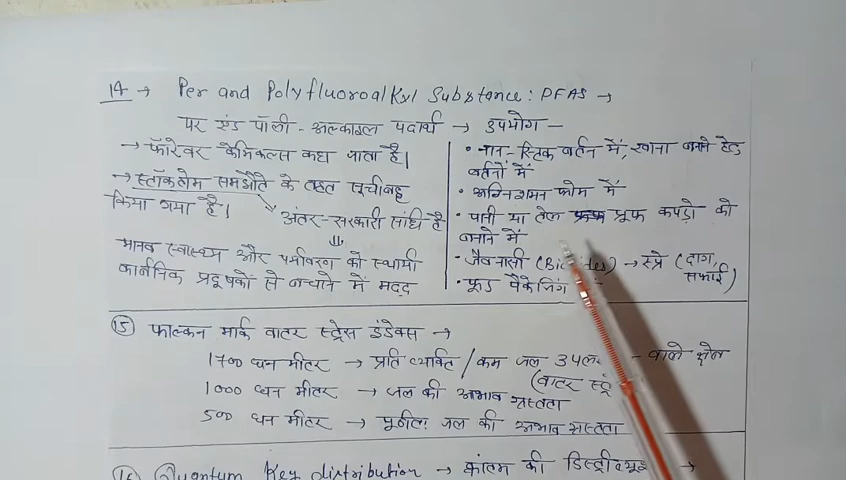 14 → Per and Polyfluoroalkyl Substance: PFAS →
पर एंड पॉली - अल्काइल पदार्थ → उपयोग —
→ फॉरेवर केमिकल्स कहा जाता है।
→ स्टॉकहोम समझौते के तहत सूचीबद्ध
किया गया है।
अंतर-सरकारी संधि है
मानव स्वास्थ्य और पर्यावरण को स्थायी
कार्बनिक प्रदूषकों से बचाने में मदद
• नान-स्तिक बर्तन में, खाना बनाने हेतु
बर्तनों में
• अग्निशमन फोम में
• पानी या तेल प्रूफ कपड़ो को
बनाने में
• जैवनाशी → स्प्रे (दाग, सफाई)
• फूड पैकेजिंग
15 फाल्कन मार्क वाटर स्ट्रेस इंडेक्स →
1700 घन मीटर → प्रति व्यक्ति / कम जल - वाले क्षेत्र
(वाटर
1000 घन मीटर → जल की अभाव ग्रस्तता
500 घन मीटर → पूर्णतः जल की अभाव ग्रस्तता
16 Quantum Key distribution → क्वांटम की →